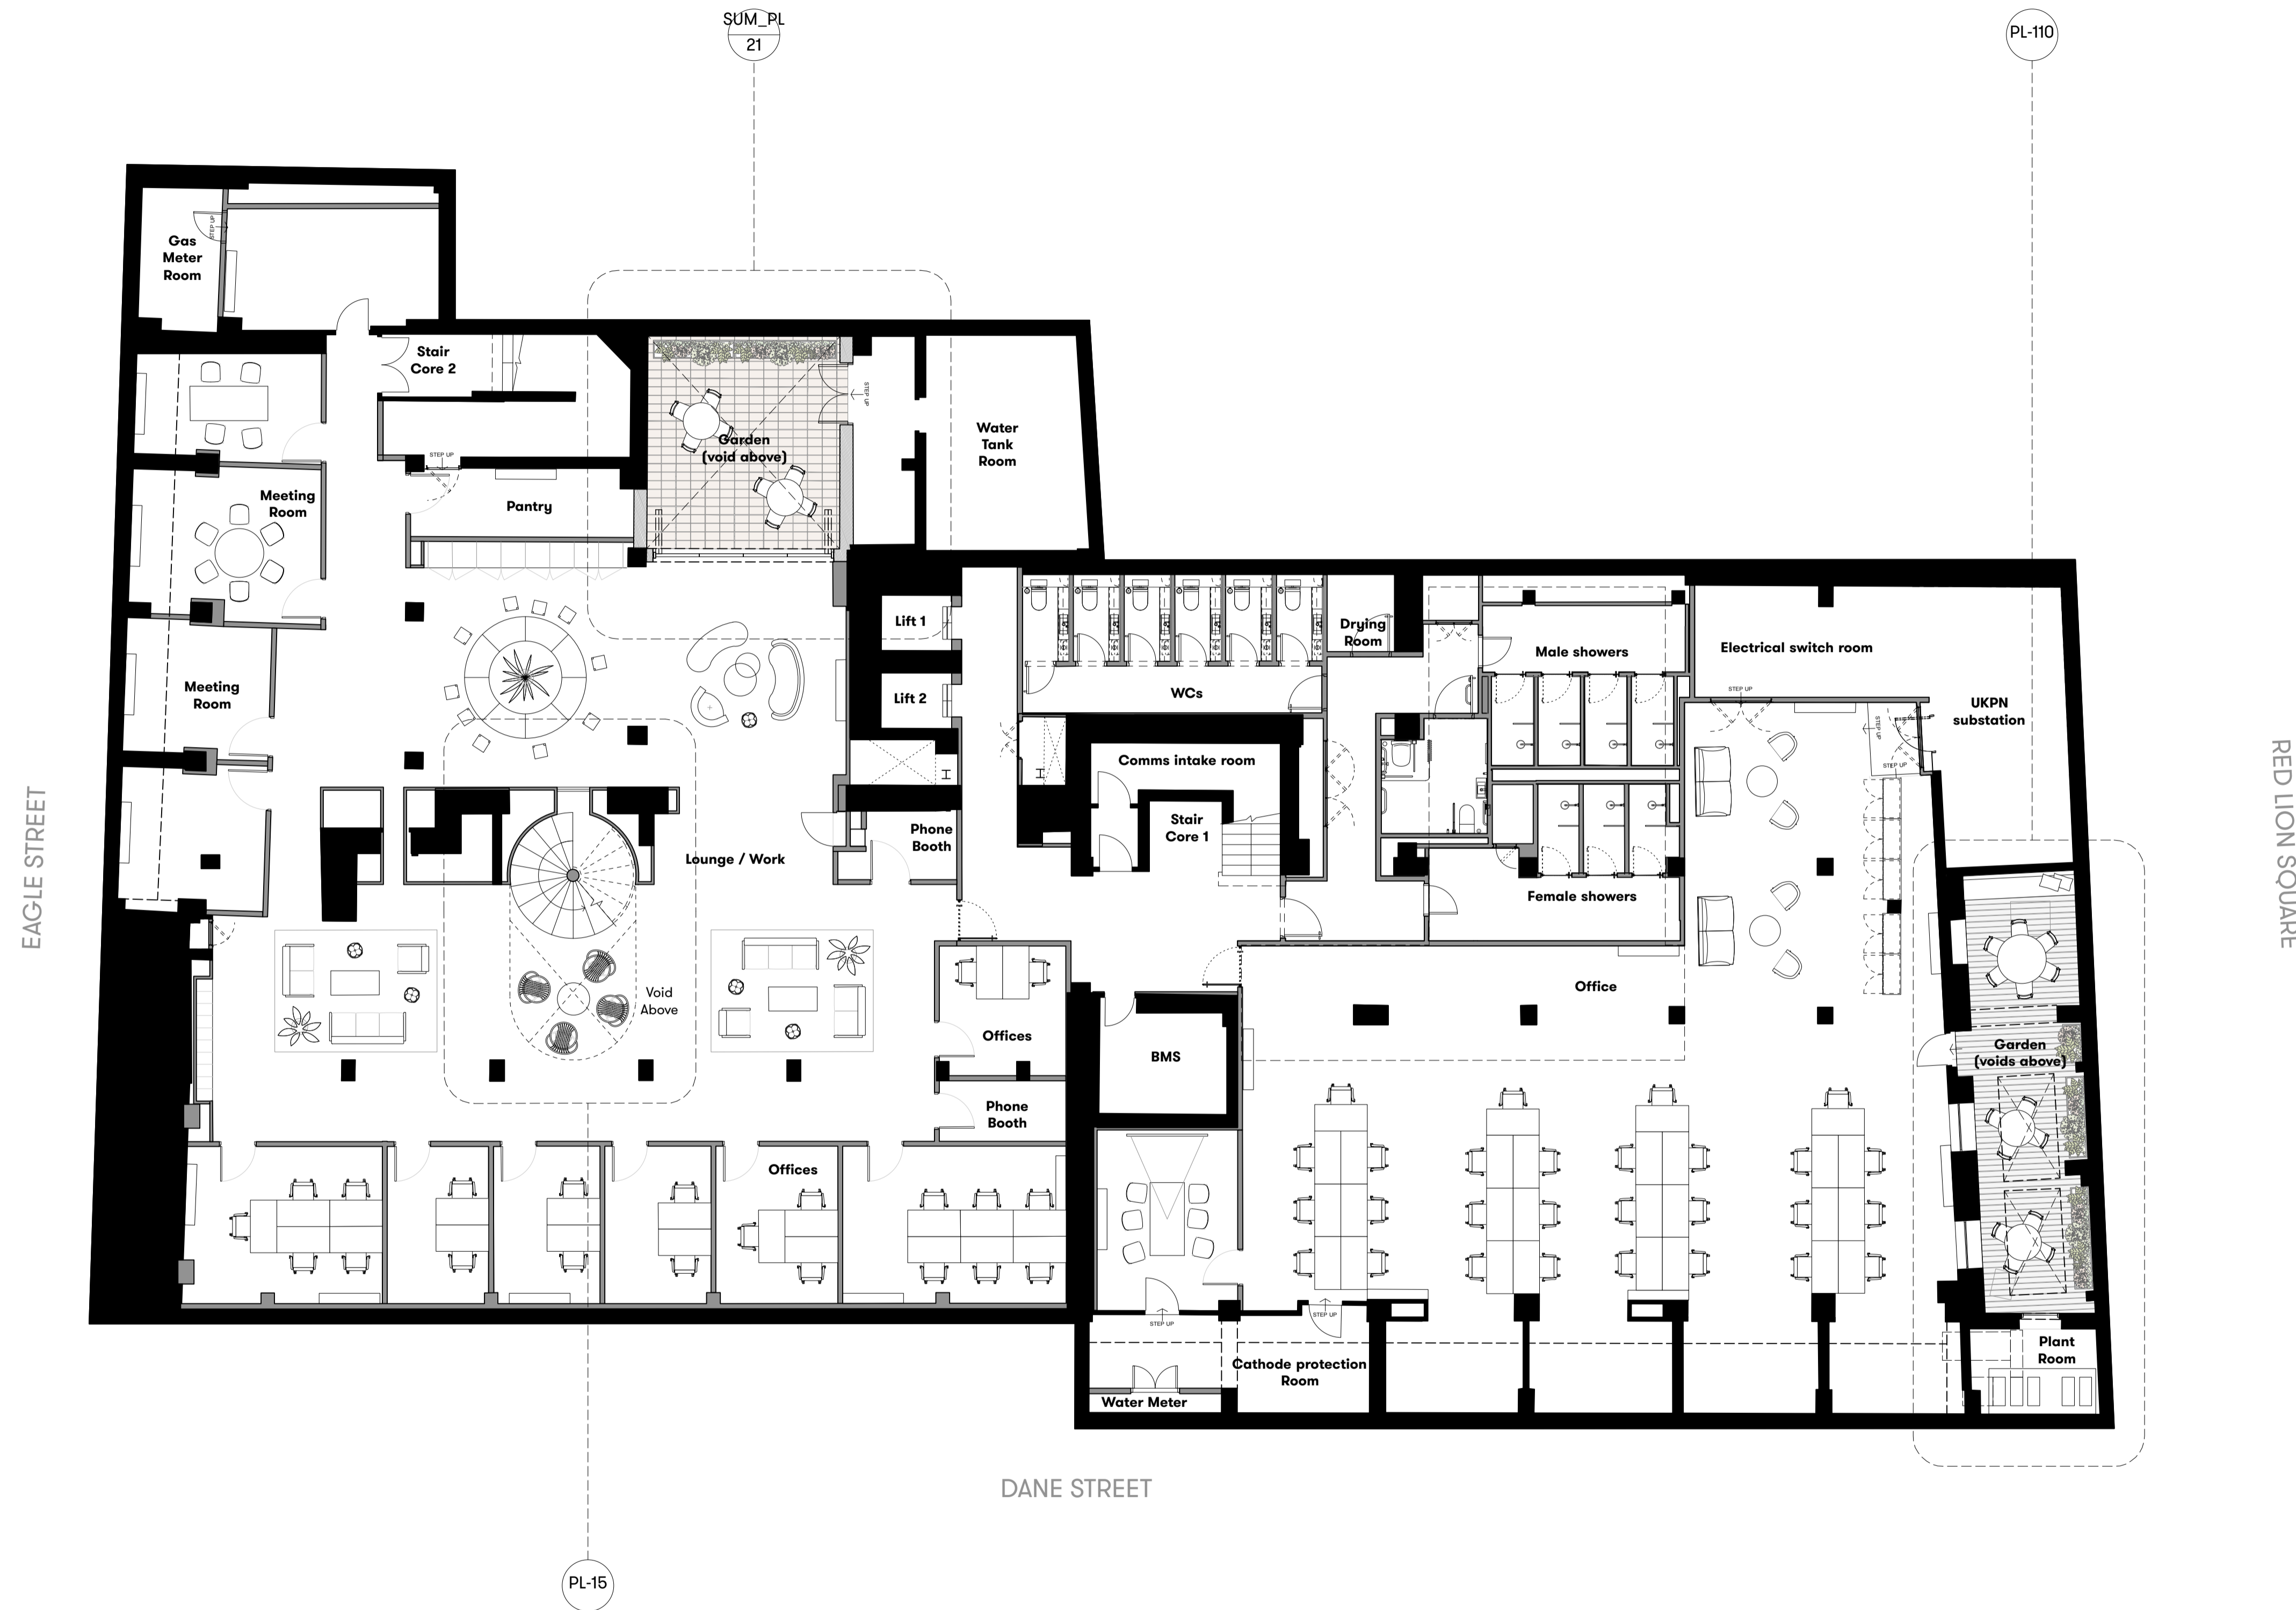 SUM_PL
21
PL-110
Gas
Meter
Room
STEP UP
Stair
Core 2
STEP UP
STEP UP
Garden
(void above)
Water
Tank
Room
Meeting
Room
Pantry
Lift 1
Lift 2
Drying
Room
Male showers
Electrical switch room
WCs
Meeting
Room
STEP UP
UKPN
substation
STEP UP
STEP UP
Comms intake room
Stair
Core 1
Phone
Booth
Lounge / Work
Female showers
EAGLE STREET
RED LION SQUARE
Void
Above
Office
Offices
BMS
Garden
(voids above)
Phone
Booth
Offices
STEP UP
STEP UP
Cathode protection
Room
Plant
Room
Water Meter
DANE STREET
PL-15